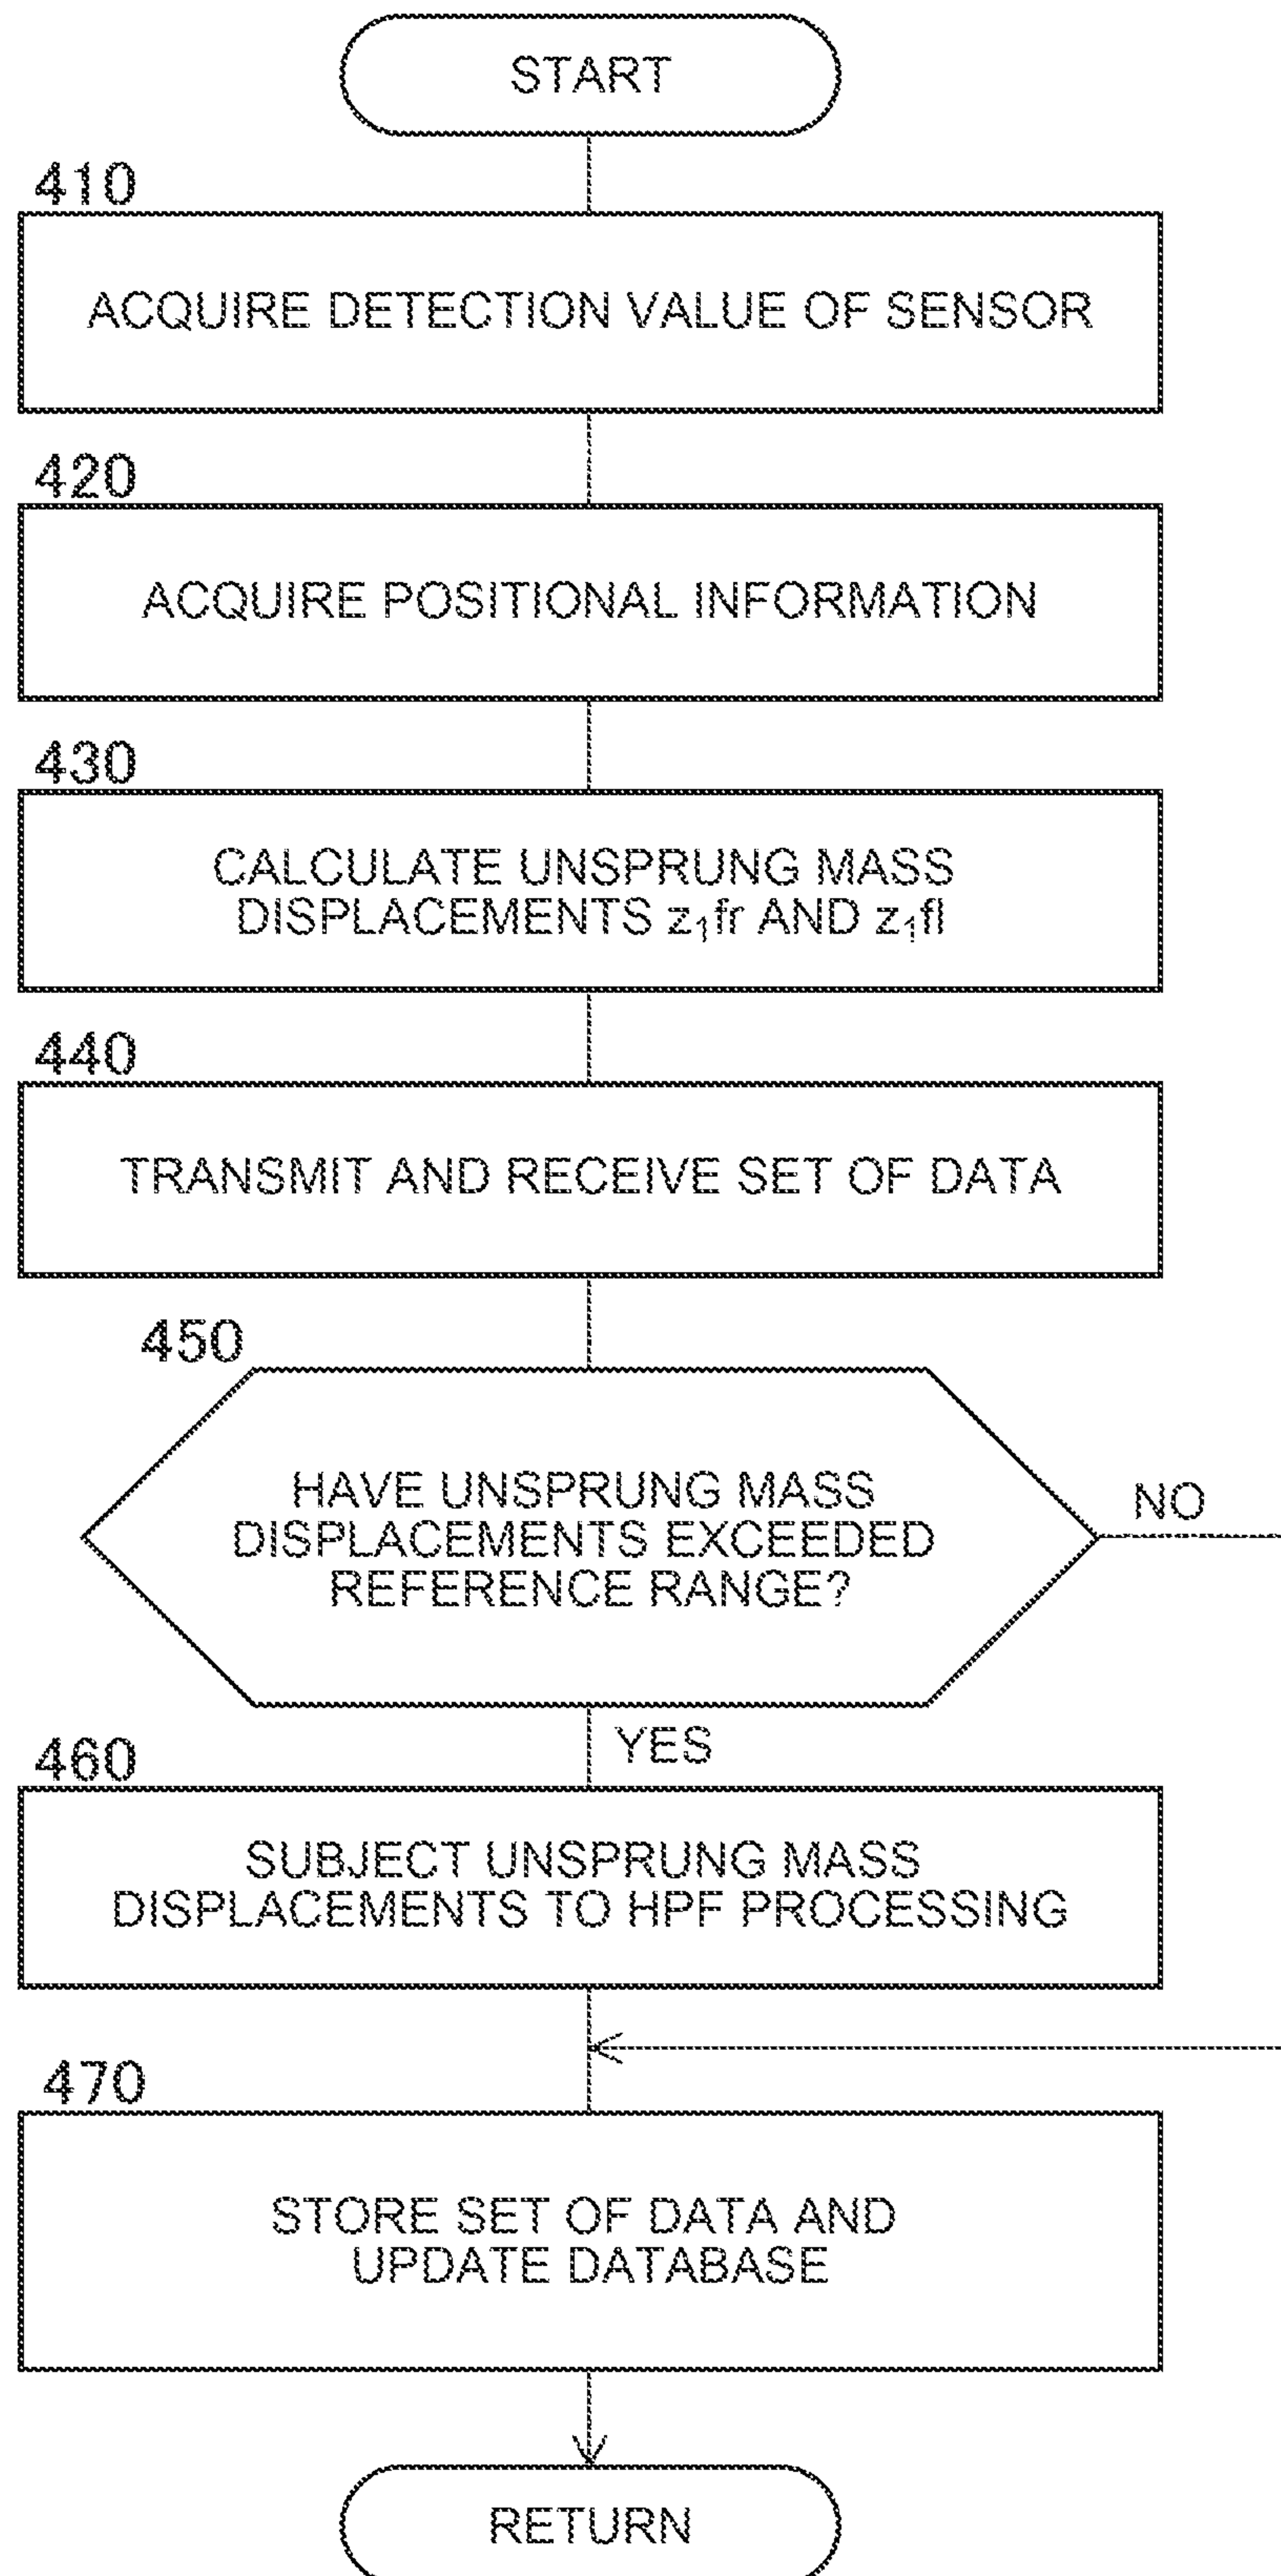 START
410
ACQUIRE DETECTION VALUE OF SENSOR
420
ACQUIRE POSITIONAL INFORMATION
430
CALCULATE UNSPRUNG MASS
DISPLACEMENTS z₁fr AND z₁fl
440
TRANSMIT AND RECEIVE SET OF DATA
450
HAVE UNSPRUNG MASS
DISPLACEMENTS EXCEEDED
REFERENCE RANGE?
NO
YES
460
SUBJECT UNSPRUNG MASS
DISPLACEMENTS TO HPF PROCESSING
470
STORE SET OF DATA AND
UPDATE DATABASE
RETURN